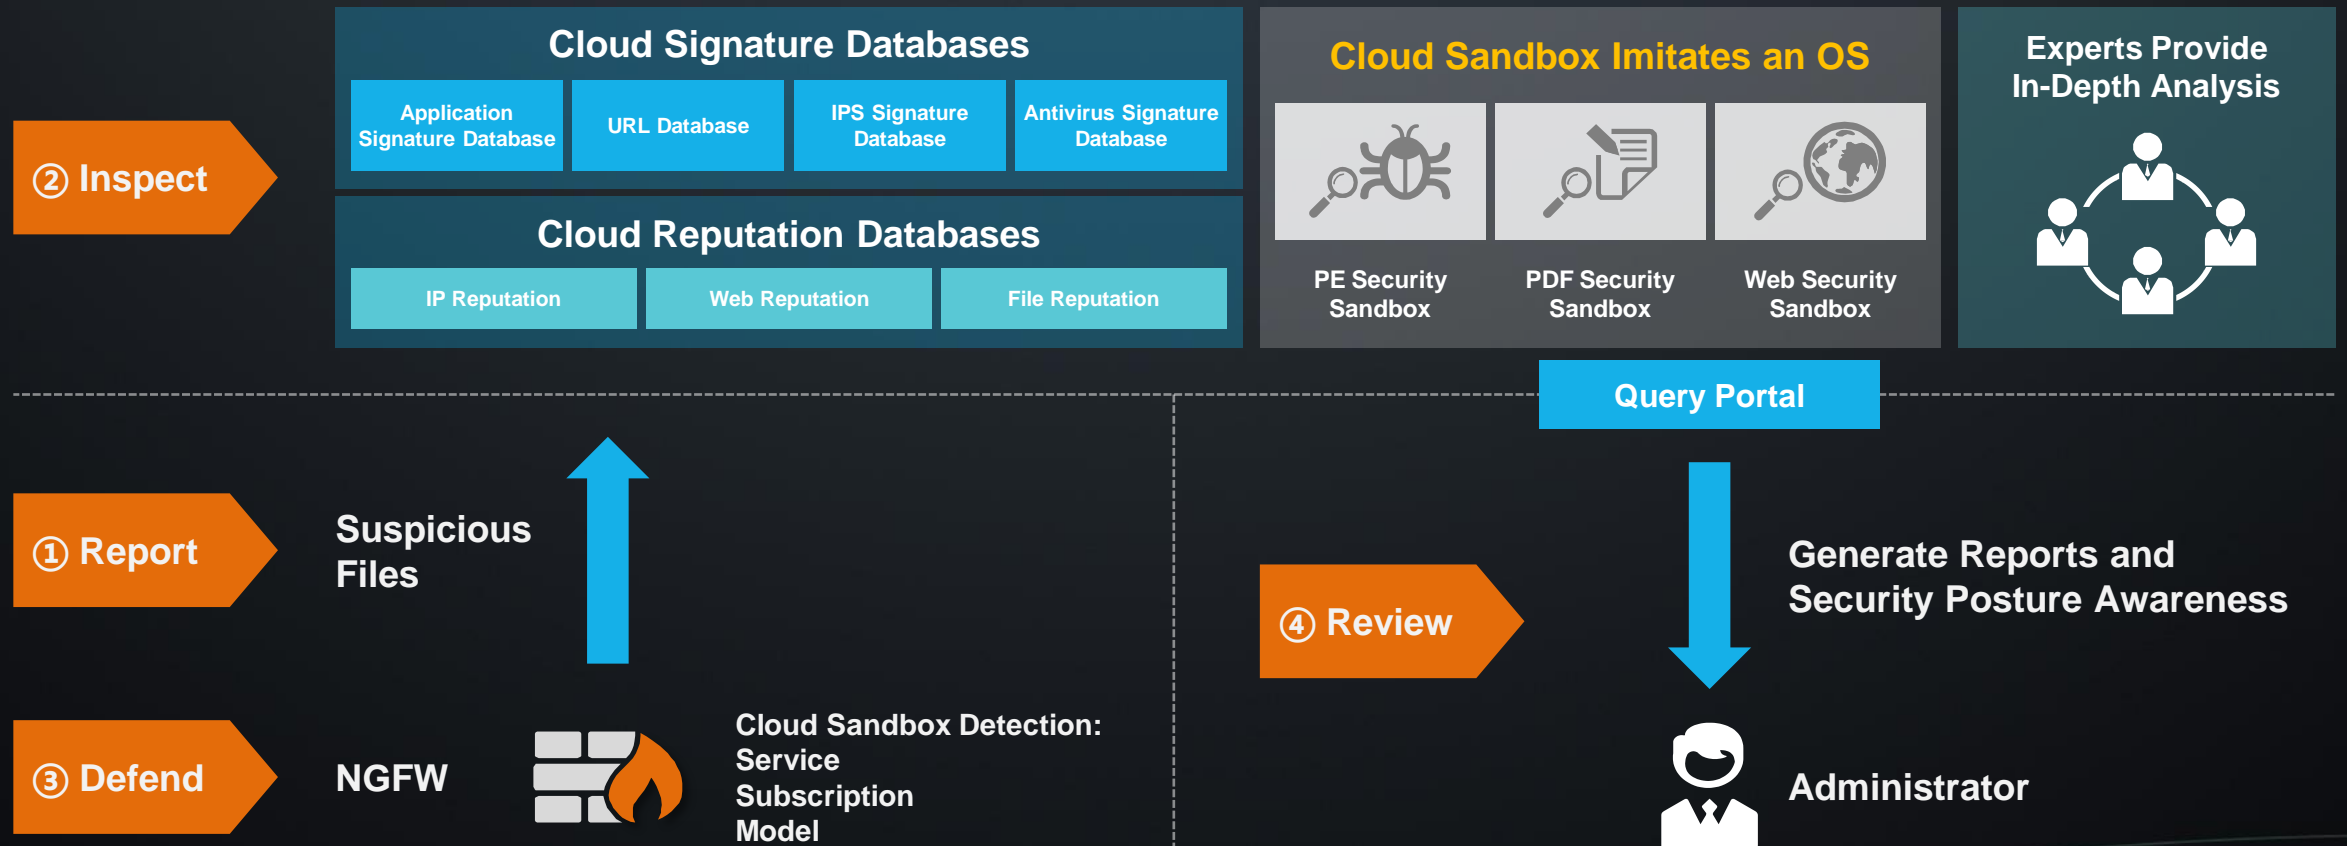 ② Inspect
Cloud Signature Databases
Application
Signature Database
URL Database
IPS Signature
Database
Antivirus Signature
Database
Cloud Reputation Databases
IP Reputation
Web Reputation
File Reputation
Cloud Sandbox Imitates an OS
PE Security
Sandbox
PDF Security
Sandbox
Web Security
Sandbox
Experts Provide
In-Depth Analysis
Query Portal
① Report
Suspicious
Files
③ Defend
NGFW
Cloud Sandbox Detection:
Service
Subscription
Model
④ Review
Generate Reports and
Security Posture Awareness
Administrator